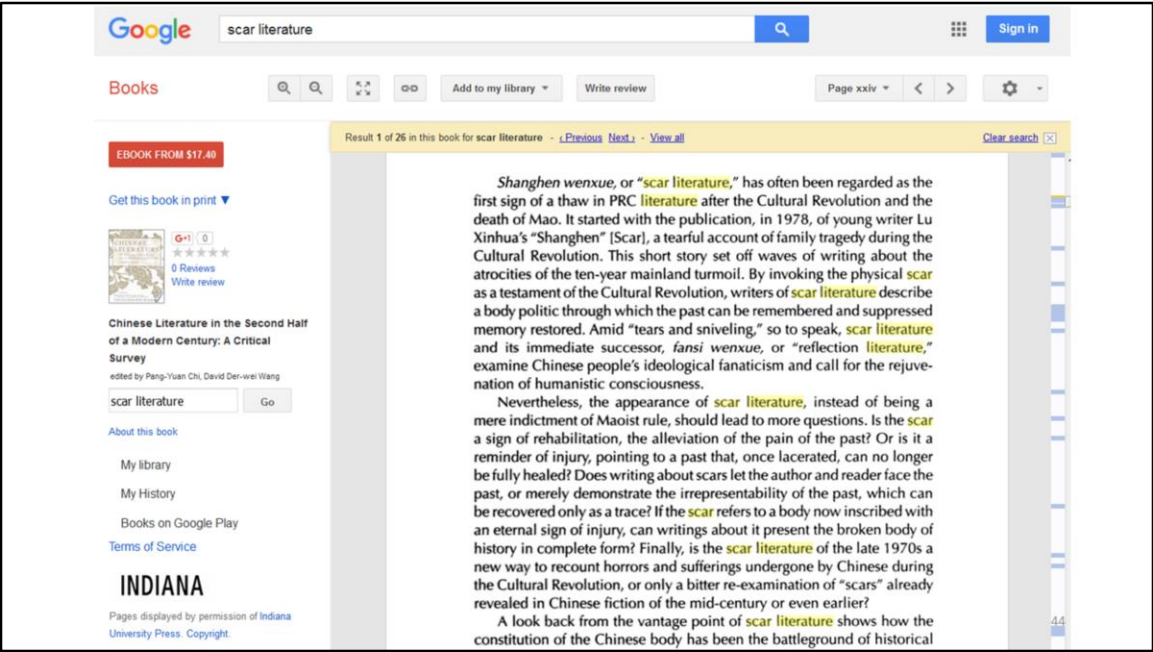 Google
scar literature
Sign in
Books
Add to my library
Write review
Page xxiv
Result 1 of 26 in this book for scar literature - ‹ Previous Next › - View all
Clear search
EBOOK FROM $17.40
Get this book in print ▼
G+1 0
0 Reviews
Write review
Chinese Literature in the Second Half
of a Modern Century: A Critical
Survey
edited by Pang-Yuan Chi, David Der-wei Wang
scar literature
Go
About this book
My library
My History
Books on Google Play
Terms of Service
INDIANA
Pages displayed by permission of Indiana
University Press. Copyright.
Shanghen wenxue, or “scar literature,” has often been regarded as the
first sign of a thaw in PRC literature after the Cultural Revolution and the
death of Mao. It started with the publication, in 1978, of young writer Lu
Xinhua’s “Shanghen” [Scar], a tearful account of family tragedy during the
Cultural Revolution. This short story set off waves of writing about the
atrocities of the ten-year mainland turmoil. By invoking the physical scar
as a testament of the Cultural Revolution, writers of scar literature describe
a body politic through which the past can be remembered and suppressed
memory restored. Amid “tears and sniveling,” so to speak, scar literature
and its immediate successor, fansi wenxue, or “reflection literature,”
examine Chinese people’s ideological fanaticism and call for the rejuve-
nation of humanistic consciousness.
Nevertheless, the appearance of scar literature, instead of being a
mere indictment of Maoist rule, should lead to more questions. Is the scar
a sign of rehabilitation, the alleviation of the pain of the past? Or is it a
reminder of injury, pointing to a past that, once lacerated, can no longer
be fully healed? Does writing about scars let the author and reader face the
past, or merely demonstrate the irrepresentability of the past, which can
be recovered only as a trace? If the scar refers to a body now inscribed with
an eternal sign of injury, can writings about it present the broken body of
history in complete form? Finally, is the scar literature of the late 1970s a
new way to recount horrors and sufferings undergone by Chinese during
the Cultural Revolution, or only a bitter re-examination of “scars” already
revealed in Chinese fiction of the mid-century or even earlier?
A look back from the vantage point of scar literature shows how the
constitution of the Chinese body has been the battleground of historical
44